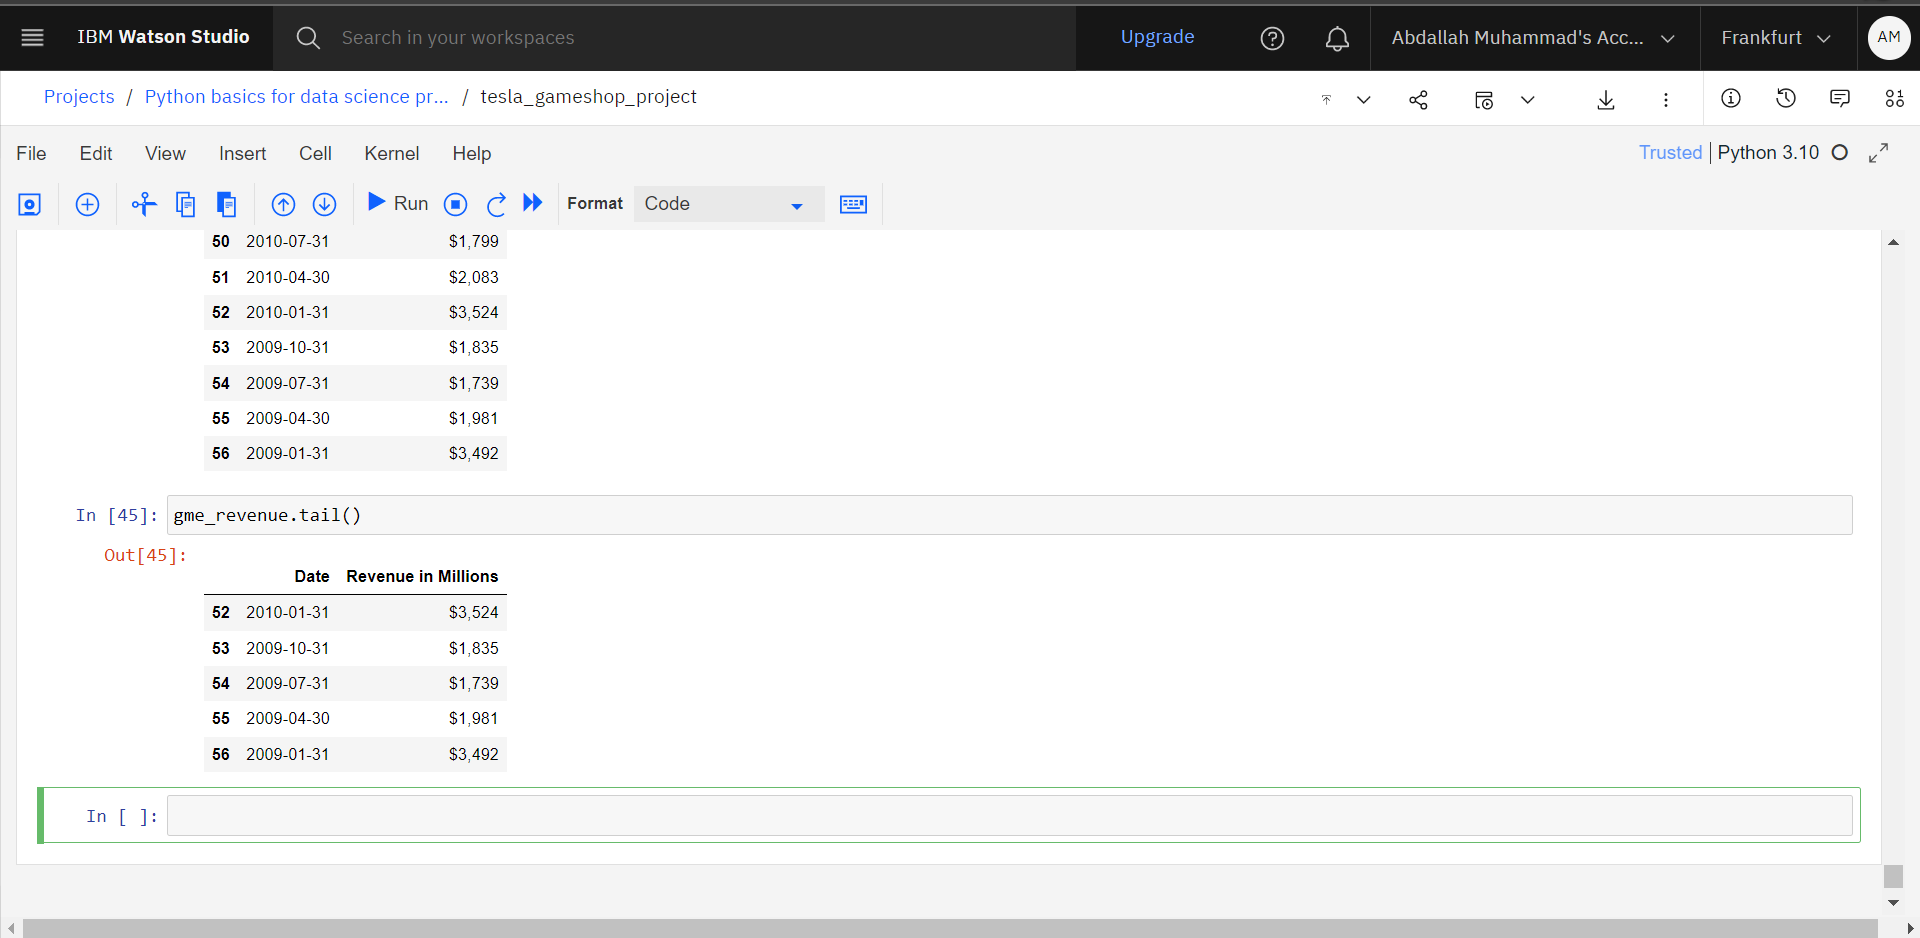 IBM Watson Studio Search in your workspaces Upgrade Abdallah Muhammad's Acc... Frankfurt AM
Projects / Python basics for data science pr... / tesla_gameshop_project
File Edit View Insert Cell Kernel Help Trusted | Python 3.10
Run Format Code
50 2010-07-31 $1,799
51 2010-04-30 $2,083
52 2010-01-31 $3,524
53 2009-10-31 $1,835
54 2009-07-31 $1,739
55 2009-04-30 $1,981
56 2009-01-31 $3,492
In [45]: gme_revenue.tail()
Out[45]:
Date Revenue in Millions
52 2010-01-31 $3,524
53 2009-10-31 $1,835
54 2009-07-31 $1,739
55 2009-04-30 $1,981
56 2009-01-31 $3,492
In [ ]: